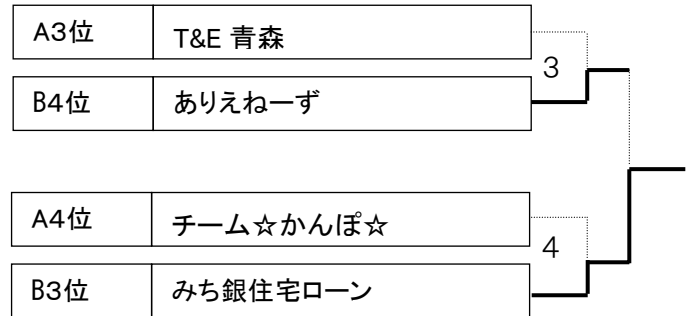 A3位 T&E 青森
3
B4位 ありえねーず
A4位 チーム☆かんぽ☆
4
B3位 みち銀住宅ローン